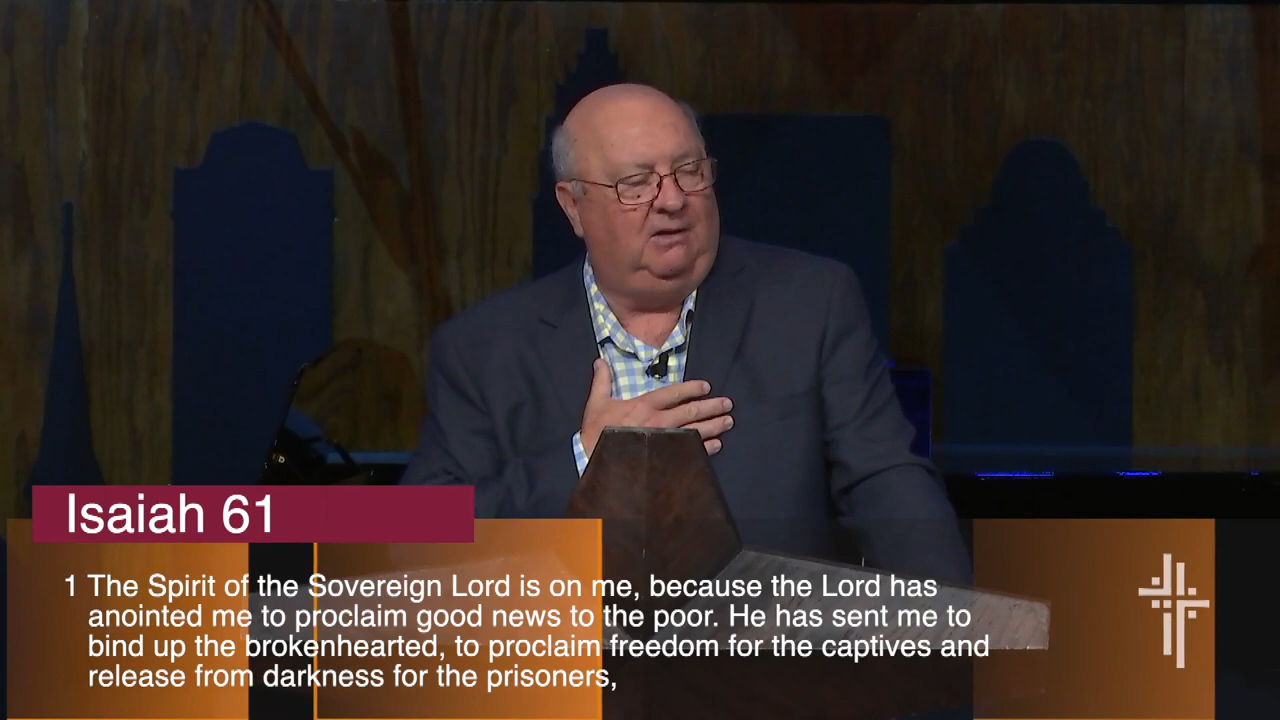 Isaiah 61
1 The Spirit of the Sovereign Lord is on me, because the Lord has
anointed me to proclaim good news to the poor. He has sent me to
bind up the brokenhearted, to proclaim freedom for the captives and
release from darkness for the prisoners,